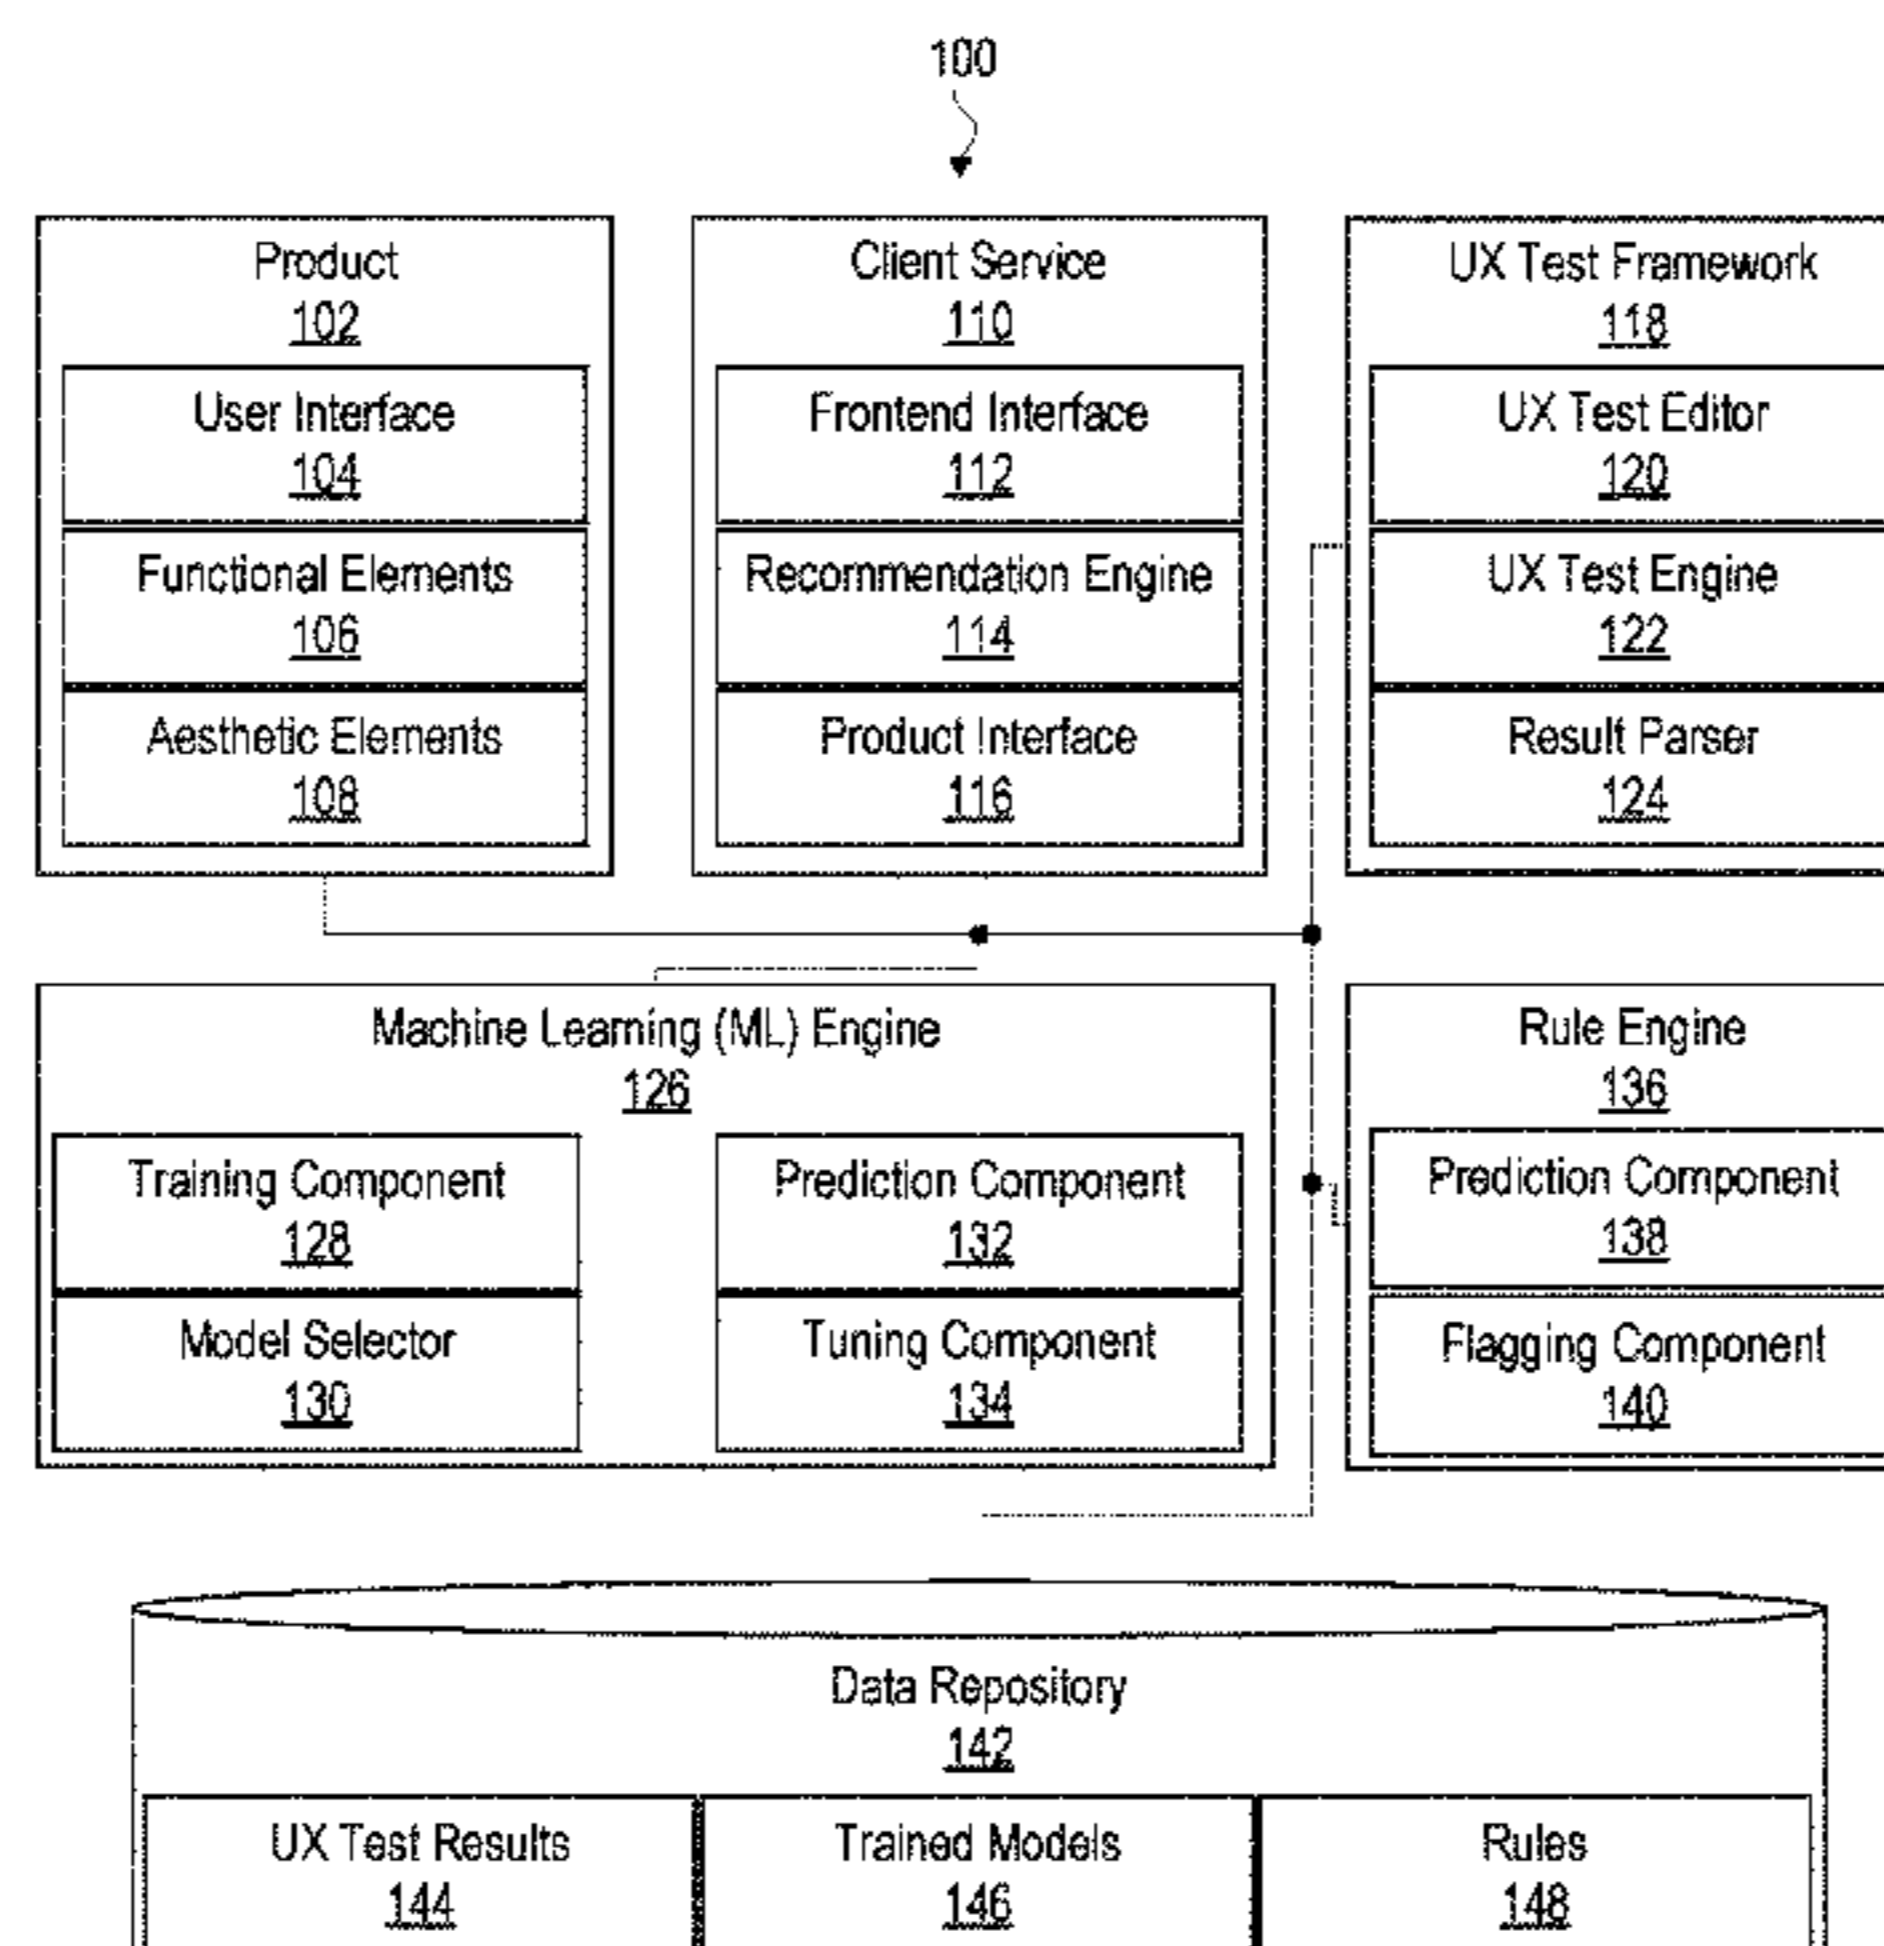 100
Product
102
User Interface
104
Functional Elements
106
Aesthetic Elements
108
Client Service
110
Frontend Interface
112
Recommendation Engine
114
Product Interface
116
UX Test Framework
118
UX Test Editor
120
UX Test Engine
122
Result Parser
124
Machine Learning (ML) Engine
126
Training Component
128
Model Selector
130
Prediction Component
132
Tuning Component
134
Rule Engine
136
Prediction Component
138
Flagging Component
140
Data Repository
142
UX Test Results
144
Trained Models
146
Rules
148